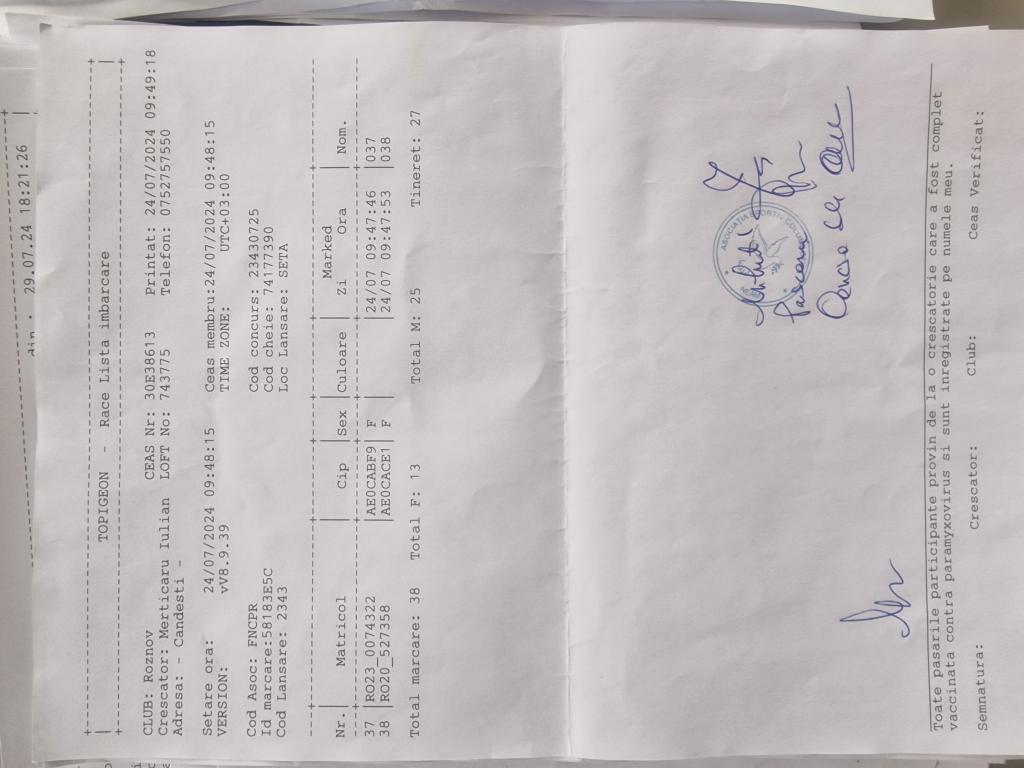 29.07.24 18:21:26
TOPIGEON - Race Lista imbarcare
CLUB: Roznov CEAS Nr: 30E38613 Printat: 24/07/2024 09:49:18
Crescator: Merticaru Iulian LOFT No: 743775 Telefon: 0752757550
Adresa: - Candesti -
Setare ora: 24/07/2024 09:48:15 Ceas membru:24/07/2024 09:48:15
VERSION: vV8.9.39 TIME ZONE: UTC+03:00
Cod Asoc: FNCPR Cod concurs: 23430725
Id marcare:58183E5C Cod cheie: 74177390
Cod Lansare: 2343 Loc Lansare: SETA
Marked
Nr.| Matricol | Cip |Sex |Culoare | Zi Ora | Nom.
37 |RO23_0074322 |AE0CABF9| F | |24/07 09:47:46 |037
38 |RO20_527358 |AE0CACE1| F | |24/07 09:47:53 |038
Total marcare: 38 Total F: 13 Total M: 25 Tineret: 27
ASOCIATIA
Toate pasarile participante provin de la o crescatorie care a fost complet
vaccinata contra paramyxovirus si sunt inregistrate pe numele meu.
Semnatura: Crescator: Club: Ceas Verificat: